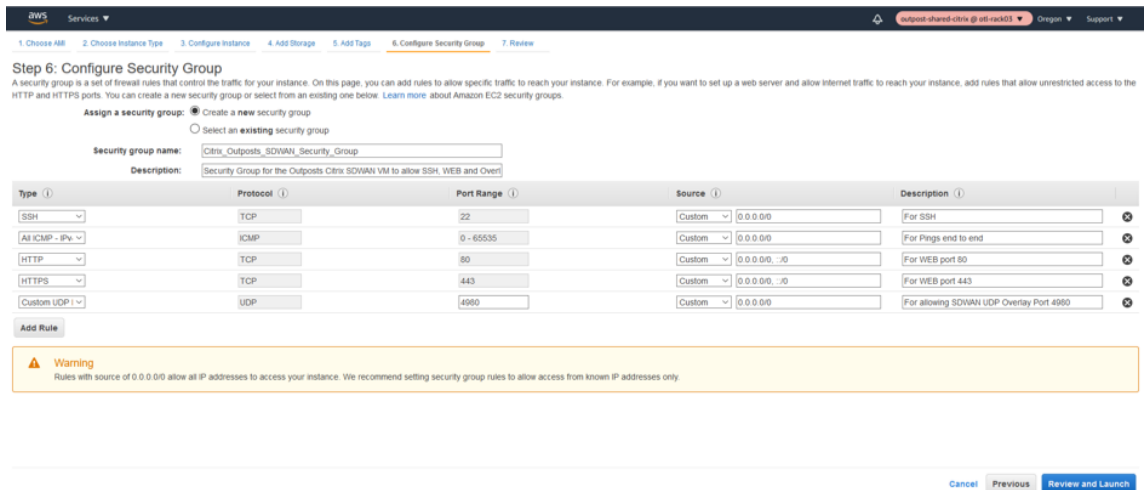 aws
Services
outpost-shared-citrix @ otl-rack03
Oregon
Support
1. Choose AMI 2. Choose Instance Type 3. Configure Instance 4. Add Storage 5. Add Tags 6. Configure Security Group 7. Review
Step 6: Configure Security Group
A security group is a set of firewall rules that control the traffic for your instance. On this page, you can add rules to allow specific traffic to reach your instance. For example, if you want to set up a web server and allow Internet traffic to reach your instance, add rules that allow unrestricted access to the
HTTP and HTTPS ports. You can create a new security group or select from an existing one below. Learn more about Amazon EC2 security groups.
Assign a security group: Create a new security group
Select an existing security group
Security group name: Citrix_Outposts_SDWAN_Security_Group
Description: Security Group for the Outposts Citrix SDWAN VM to allow SSH, WEB and Overl
Type Protocol Port Range Source Description
SSH TCP 22 Custom 0.0.0.0/0 For SSH
All ICMP - IPv ICMP 0 - 65535 Custom 0.0.0.0/0 For Pings end to end
HTTP TCP 80 Custom 0.0.0.0/0, ::/0 For WEB port 80
HTTPS TCP 443 Custom 0.0.0.0/0, ::/0 For WEB port 443
Custom UDP UDP 4980 Custom 0.0.0.0/0 For allowing SDWAN UDP Overlay Port 4980
Add Rule
Warning
Rules with source of 0.0.0.0/0 allow all IP addresses to access your instance. We recommend setting security group rules to allow access from known IP addresses only.
Cancel Previous Review and Launch